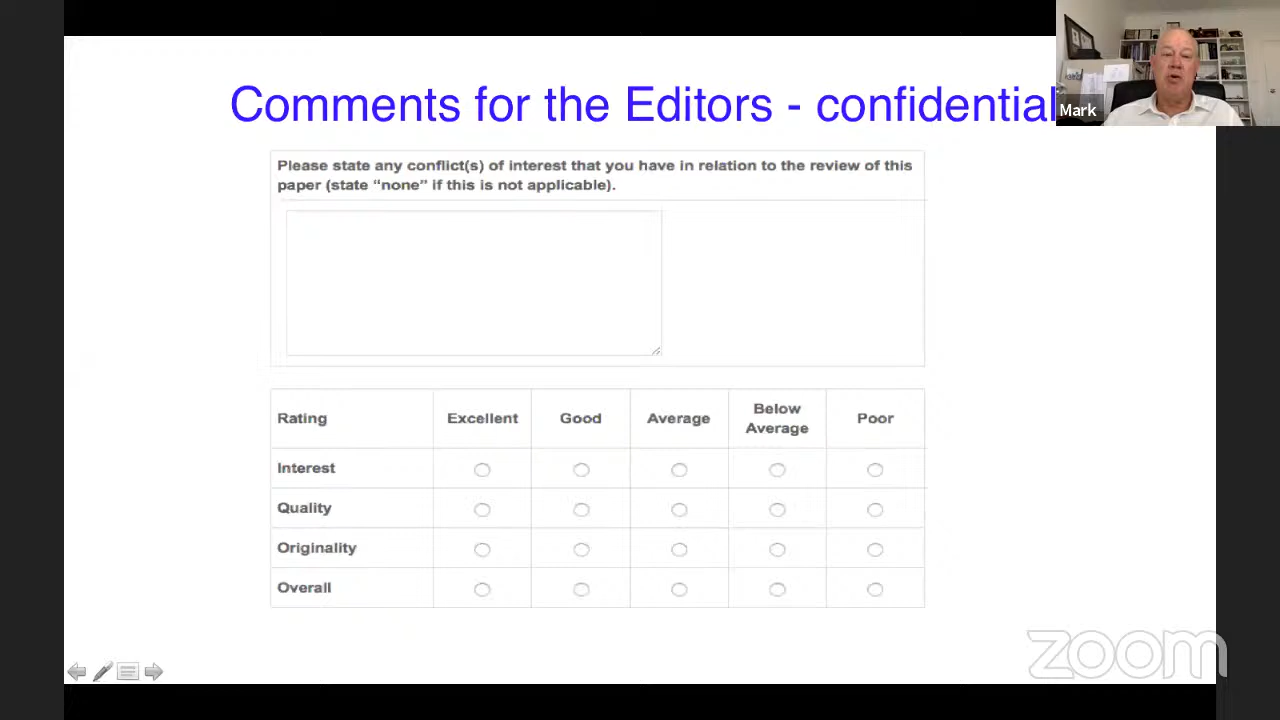 Comments for the Editors - confidential
Mark
Please state any conflict(s) of interest that you have in relation to the review of this
paper (state “none” if this is not applicable).
Rating Excellent Good Average Below Average Poor
Interest
Quality
Originality
Overall
zoom